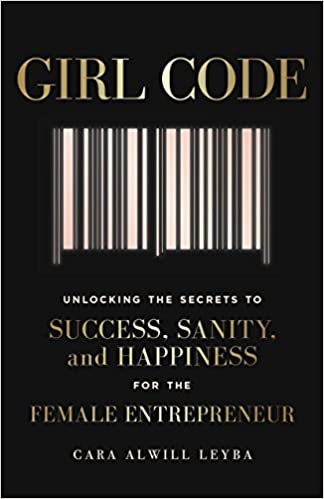 GIRL CODE
UNLOCKING THE SECRETS TO
SUCCESS, SANITY,
and HAPPINESS
FOR THE
FEMALE ENTREPRENEUR
CARA ALWILL LEYBA